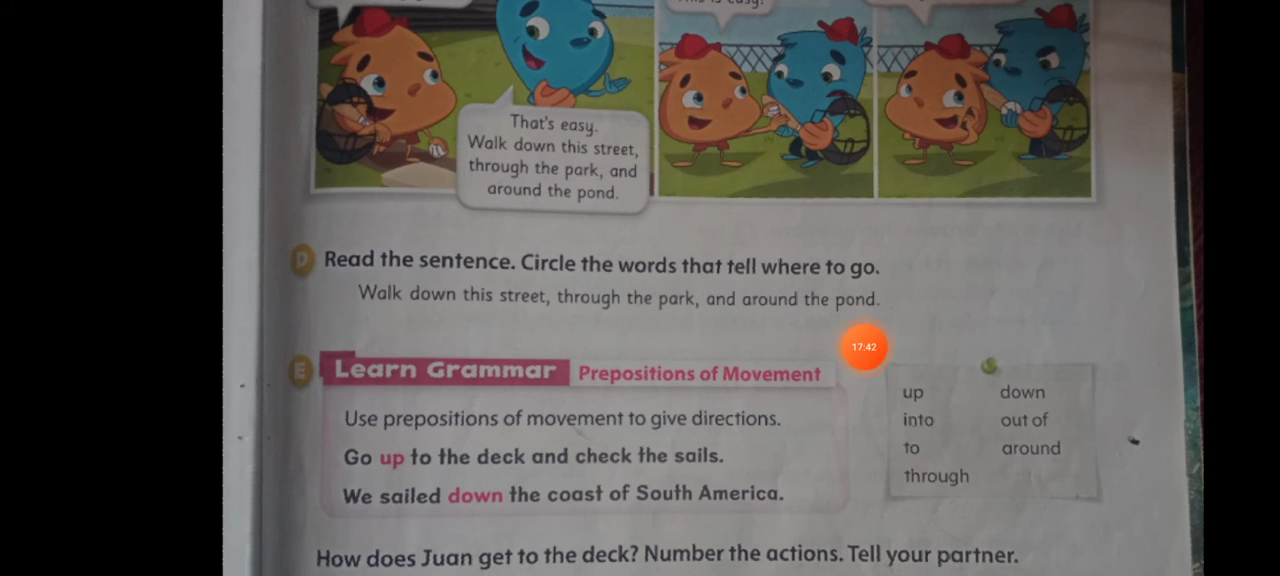 That's easy.
Walk down this street,
through the park, and
around the pond.
easy!
D Read the sentence. Circle the words that tell where to go.
Walk down this street, through the park, and around the pond.
17:42
E Learn Grammar Prepositions of Movement
Use prepositions of movement to give directions.
Go up to the deck and check the sails.
We sailed down the coast of South America.
up down
into out of
to around
through
How does Juan get to the deck? Number the actions. Tell your partner.